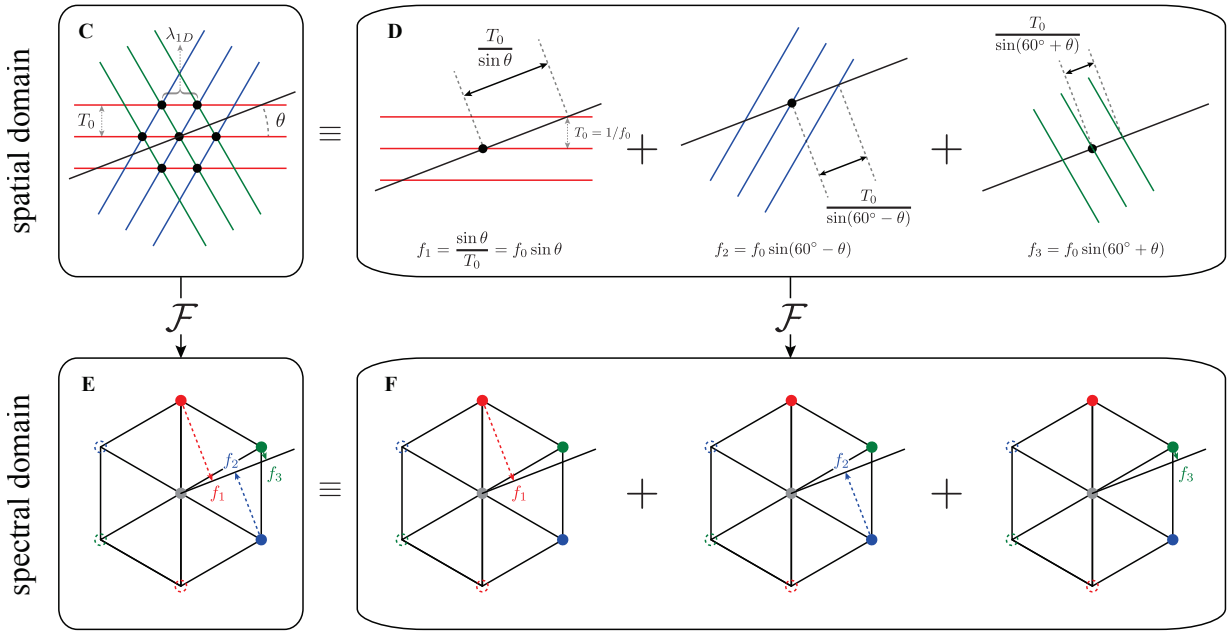 spatial domain
C
λ1D
T0
θ
≡
D
T0
sin θ
T0 = 1/f0
f1 = sin θ / T0 = f0 sin θ
+
T0
sin(60° − θ)
f2 = f0 sin(60° − θ)
+
T0
sin(60° + θ)
f3 = f0 sin(60° + θ)
ℱ
ℱ
spectral domain
E
f1
f2
f3
≡
F
f1
+
f2
+
f3